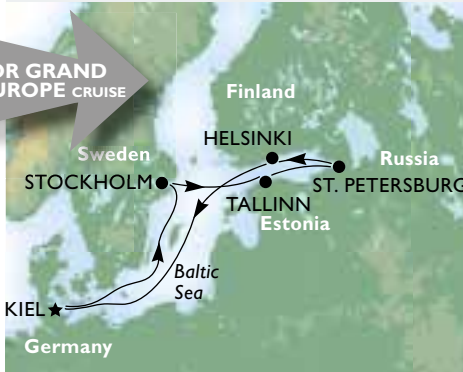 OR GRAND
UROPE CRUISE
Finland
HELSINKI
Sweden
Russia
STOCKHOLM
ST. PETERSBURG
TALLINN
Estonia
Baltic
Sea
KIEL
Germany